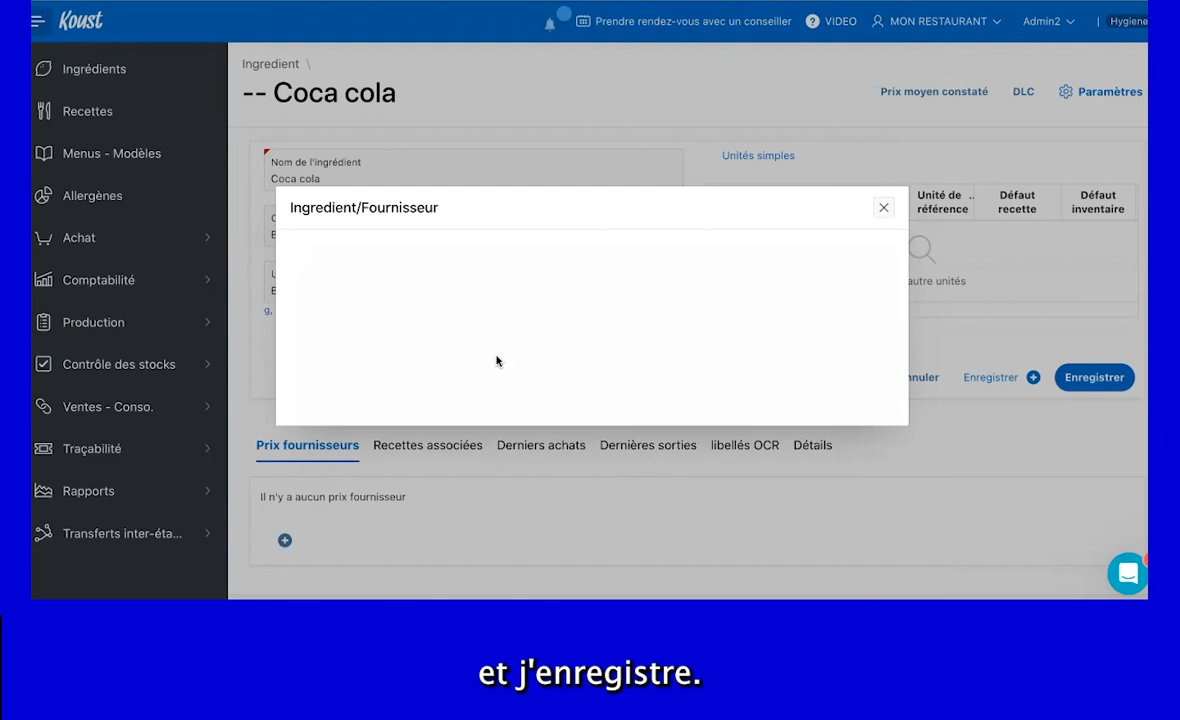 Koust
Prendre rendez-vous avec un conseiller
? VIDEO
MON RESTAURANT
Admin2
| Hygiene
Ingrédients
Recettes
Menus - Modèles
Allergènes
Achat
Comptabilité
Production
Contrôle des stocks
Ventes - Conso.
Traçabilité
Rapports
Transferts inter-éta...
Ingredient \
-- Coca cola
Prix moyen constaté
DLC
Paramètres
Nom de l'ingrédient
Coca cola
Unités simples
Unité de ..
référence
Défaut
recette
Défaut
inventaire
autre unités
g,
Ingredient/Fournisseur
nnuler
Enregistrer
Enregistrer
Prix fournisseurs
Recettes associées
Derniers achats
Dernières sorties
libellés OCR
Détails
Il n'y a aucun prix fournisseur
et j'enregistre.